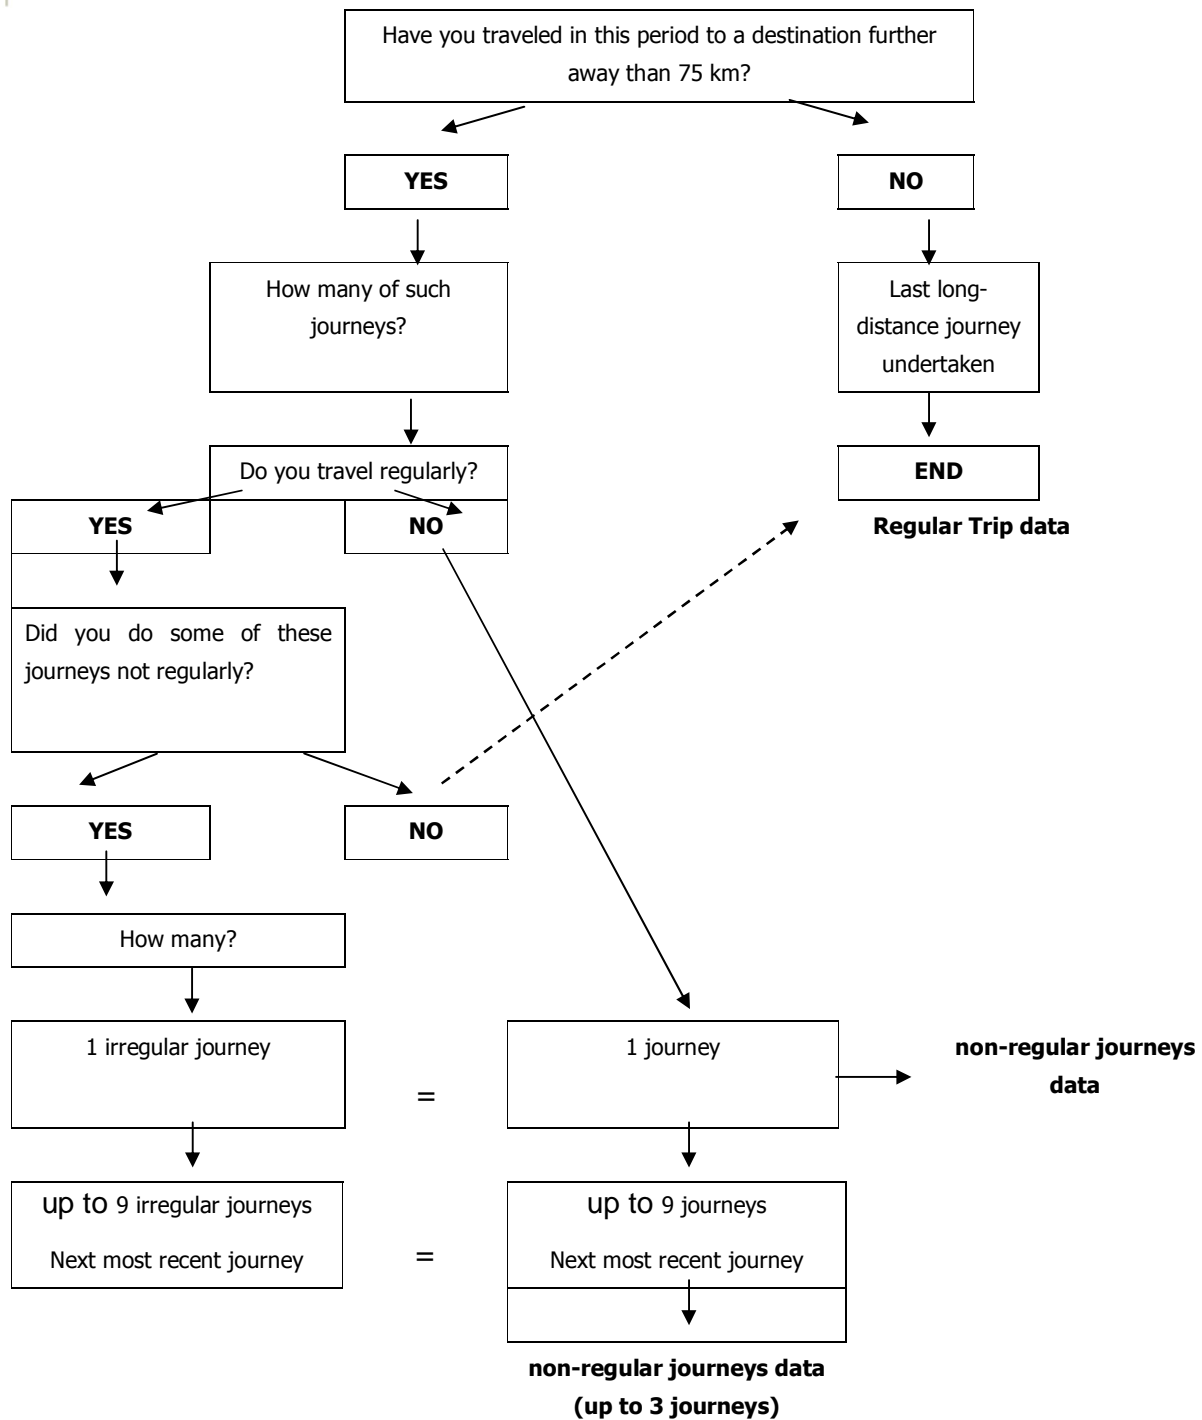 Have you traveled in this period to a destination further
away than 75 km?
YES
NO
How many of such
journeys?
Last long-
distance journey
undertaken
Do you travel regularly?
END
YES
NO
Regular Trip data
Did you do some of these
journeys not regularly?
YES
NO
How many?
1 irregular journey
=
1 journey
non-regular journeys
data
up to 9 irregular journeys
Next most recent journey
=
up to 9 journeys
Next most recent journey
non-regular journeys data
(up to 3 journeys)